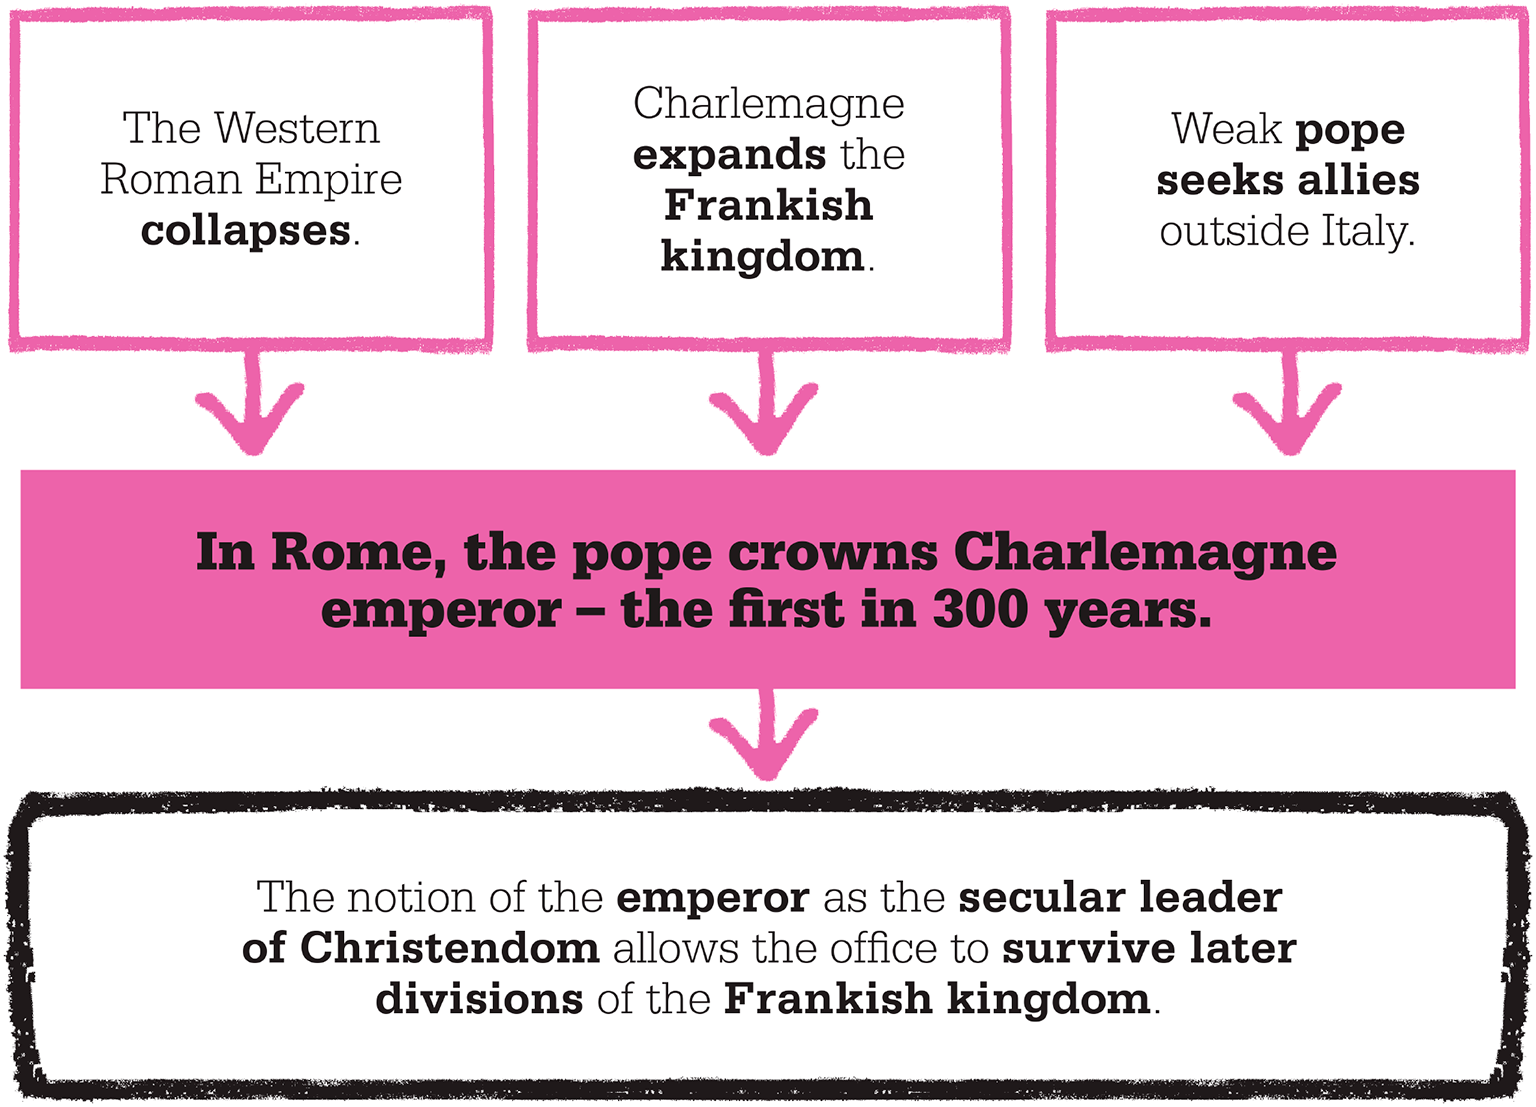 The Western
Roman Empire
collapses.
Charlemagne
expands the
Frankish
kingdom.
Weak pope
seeks allies
outside Italy.
In Rome, the pope crowns Charlemagne
emperor – the first in 300 years.
The notion of the emperor as the secular leader
of Christendom allows the office to survive later
divisions of the Frankish kingdom.